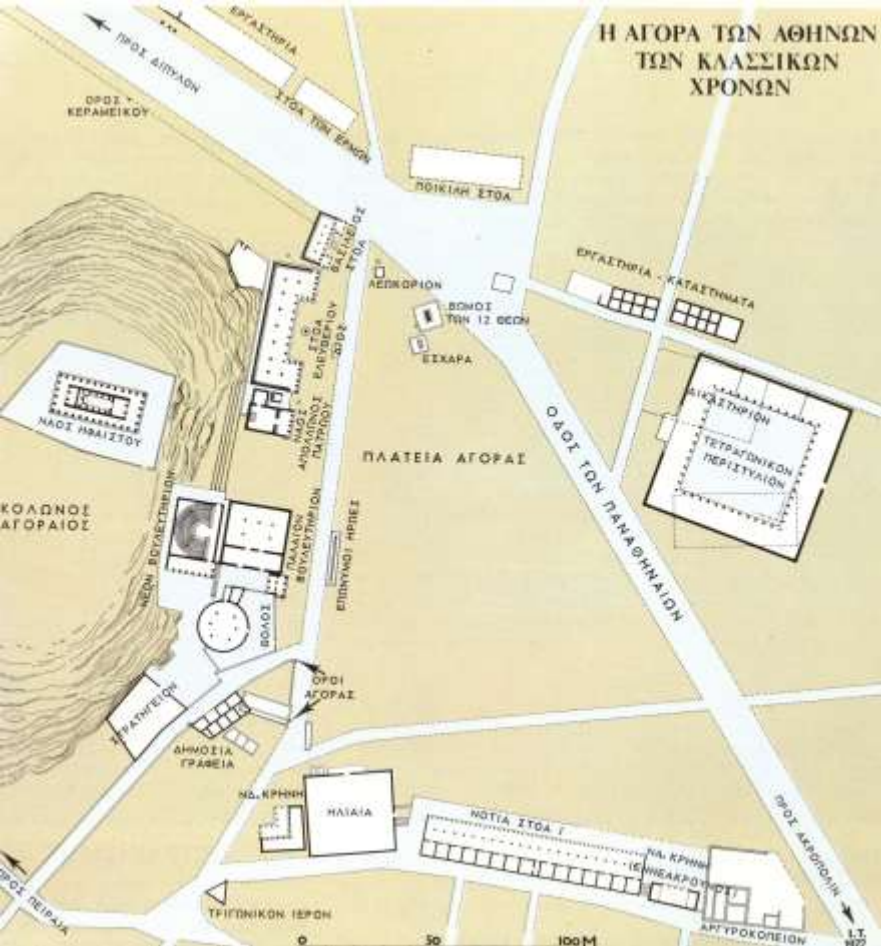 Η ΑΓΟΡΑ ΤΩΝ ΑΘΗΝΩΝ
ΤΩΝ ΚΛΑΣΣΙΚΩΝ
ΧΡΟΝΩΝ
ΕΡΓΑΣΤΗΡΙΑ
ΠΡΟΣ ΔΙΠΥΛΟΝ
ΟΡΟΣ
ΚΕΡΑΜΕΙΚΟΥ
ΣΤΟΑ ΤΩΝ ΕΡΜΩΝ
ΠΟΙΚΙΛΗ ΣΤΟΑ
ΒΑΣΙΛΕΙΟΣ
ΣΤΟΑ
ΛΕΩΚΟΡΙΟΝ
ΕΡΓΑΣΤΗΡΙΑ - ΚΑΤΑΣΤΗΜΑΤΑ
ΒΩΜΟΣ
ΤΩΝ 12 ΘΕΩΝ
ΕΣΧΑΡΑ
ΣΤΟΑ
ΕΛΕΥΘΕΡΙΟΥ
ΔΙΟΣ
ΝΑΟΣ ΗΦΑΙΣΤΟΥ
ΝΑΟΣ
ΑΠΟΛΛΩΝΟΣ
ΠΑΤΡΩΟΥ
ΠΛΑΤΕΙΑ ΑΓΟΡΑΣ
ΟΔΟΣ ΤΩΝ ΠΑΝΑΘΗΝΑΙΩΝ
ΔΙΚΑΣΤΗΡΙΟΝ
ΤΕΤΡΑΓΩΝΙΚΟΝ
ΠΕΡΙΣΤΥΛΙΟΝ
ΚΟΛΩΝΟΣ
ΑΓΟΡΑΙΟΣ
ΝΕΟΝ ΒΟΥΛΕΥΤΗΡΙΟΝ
ΠΑΛΑΙΟΝ
ΒΟΥΛΕΥΤΗΡΙΟΝ
ΕΠΩΝΥΜΟΙ ΗΡΩΕΣ
ΘΟΛΟΣ
ΟΡΟΙ
ΑΓΟΡΑΣ
ΣΤΡΑΤΗΓΕΙΟΝ
ΔΗΜΟΣΙΑ
ΓΡΑΦΕΙΑ
ΝΔ. ΚΡΗΝΗ
ΗΛΙΑΙΑ
ΝΟΤΙΑ ΣΤΟΑ Ι
ΝΑ. ΚΡΗΝΗ
(ΕΝΝΕΑΚΡΟΥΝΟΣ)
ΠΡΟΣ ΑΚΡΟΠΟΛΙΝ
ΠΡΟΣ ΠΕΙΡΑΙΑ
ΤΡΙΓΩΝΙΚΟΝ ΙΕΡΟΝ
ΑΡΓΥΡΟΚΟΠΕΙΟΝ
0 50 100 M
Ι.Τ.